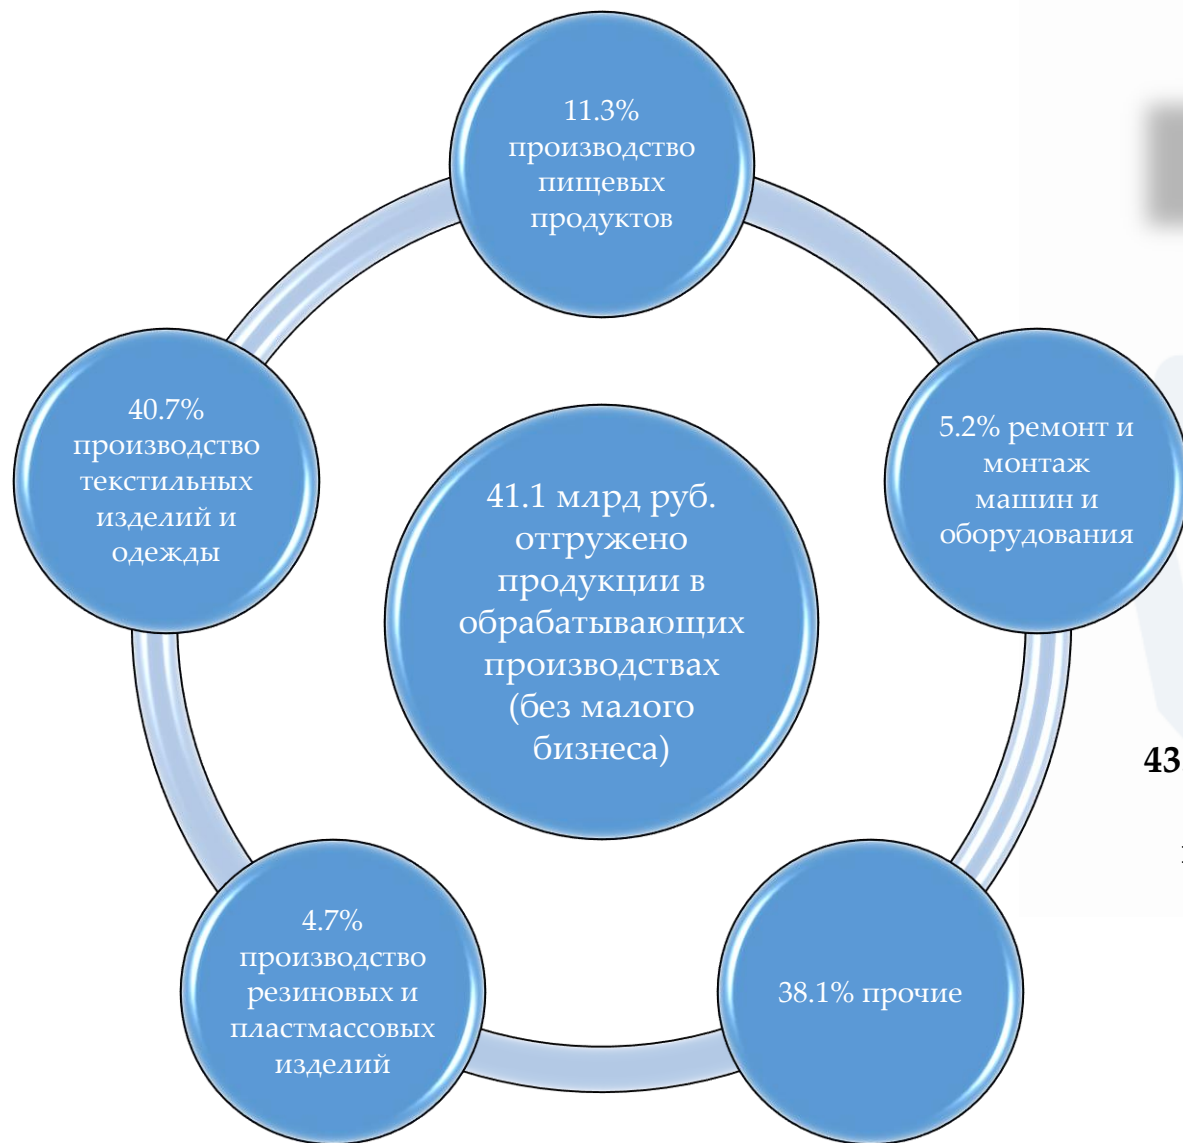 11.3%
производство
пищевых
продуктов
5.2% ремонт и
монтаж
машин и
оборудования
38.1% прочие
4.7%
производство
резиновых и
пластмассовых
изделий
40.7%
производство
текстильных
изделий и
одежды
41.1 млрд руб.
отгружено
продукции в
обрабатывающих
производствах
(без малого
бизнеса)
43